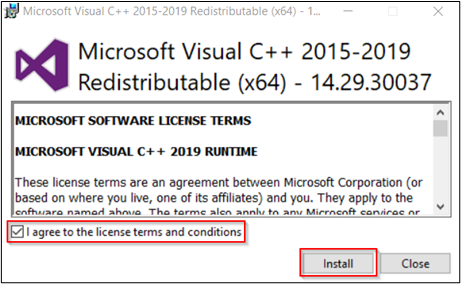 Microsoft Visual C++ 2015-2019 Redistributable (x64) - 1...
Microsoft Visual C++ 2015-2019
Redistributable (x64) - 14.29.30037
MICROSOFT SOFTWARE LICENSE TERMS
MICROSOFT VISUAL C++ 2019 RUNTIME
These license terms are an agreement between Microsoft Corporation (or
based on where you live, one of its affiliates) and you. They apply to the
software named above. The terms also apply to any Microsoft services or
I agree to the license terms and conditions
Install
Close